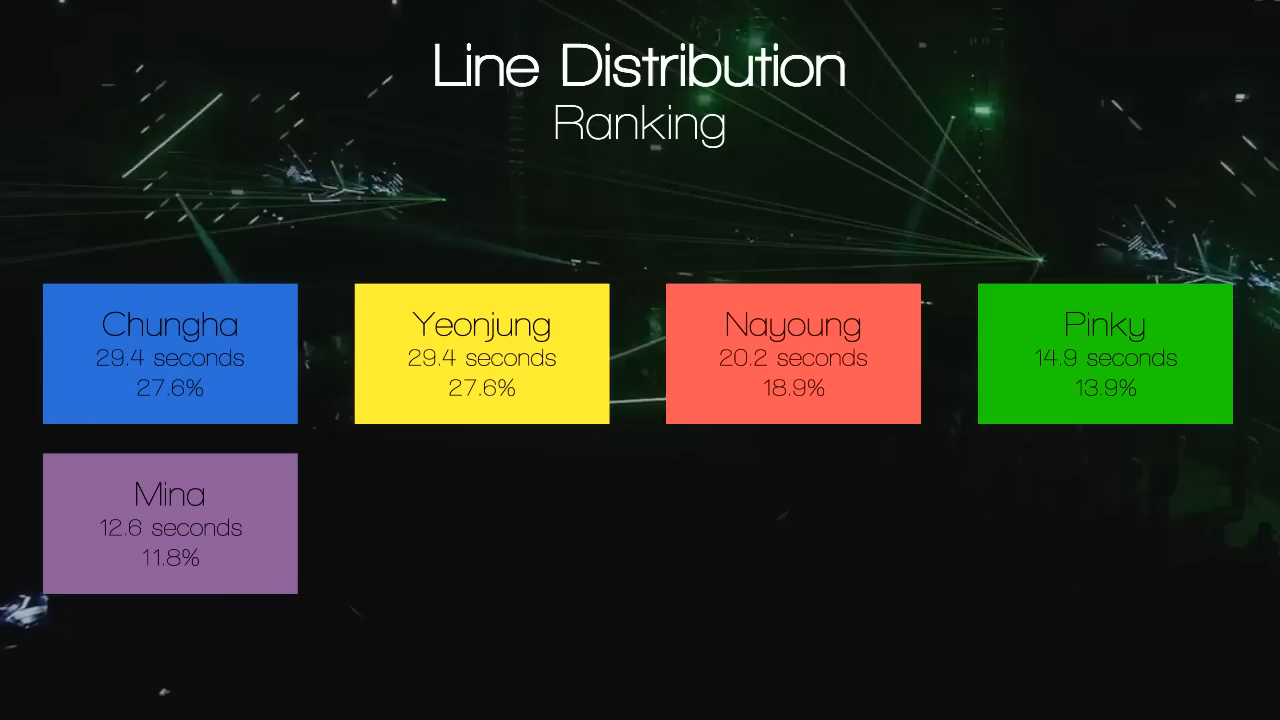 Line Distribution
Ranking
Chungha
29.4 seconds
27.6%
Yeonjung
29.4 seconds
27.6%
Nayoung
20.2 seconds
18.9%
Pinky
14.9 seconds
13.9%
Mina
12.6 seconds
11.8%